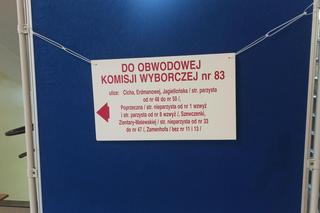 DO OBWODOWEJ
KOMISJI WYBORCZEJ nr 83
ulice: Cicha, Erdmanowej, Jagiellońska / str. parzysta
od nr 48 do nr 50 /,
Poprzeczna / str. nieparzysta od nr 1 wzwyż
i str. parzysta od nr 8 wzwyż /, Szewczenki,
Zientary-Malewskiej / str. nieparzysta od nr 33
do nr 47 /, Zamenhofa / bez nr 11 i 13 /